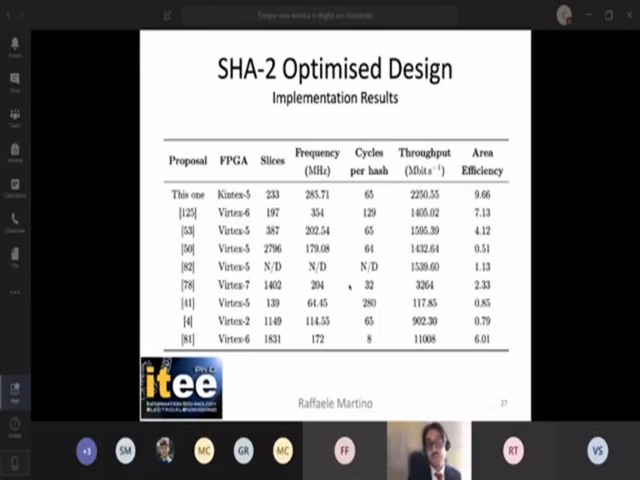 Esegui una ricerca o digita un comando
SHA-2 Optimised Design
Implementation Results
Proposal FPGA Slices Frequency (MHz) Cycles per hash Throughput (Mbit s⁻¹) Area Efficiency
This one Kintex-5 233 285.71 65 2250.55 9.66
[125] Virtex-6 197 354 129 1405.02 7.13
[53] Virtex-5 387 202.54 65 1595.39 4.12
[50] Virtex-5 2796 179.08 64 1432.64 0.51
[82] Virtex-5 N/D N/D N/D 1539.60 1.13
[78] Virtex-7 1402 204 32 3264 2.33
[41] Virtex-5 139 64.45 280 117.85 0.85
[4] Virtex-2 1149 114.55 65 902.30 0.79
[81] Virtex-6 1831 172 8 11008 6.01
Ph D
itee
INFORMATION TECHNOLOGY
ELECTRICAL ENGINEERING
Raffaele Martino
27
+3 SM MC GR MC FF RT VS